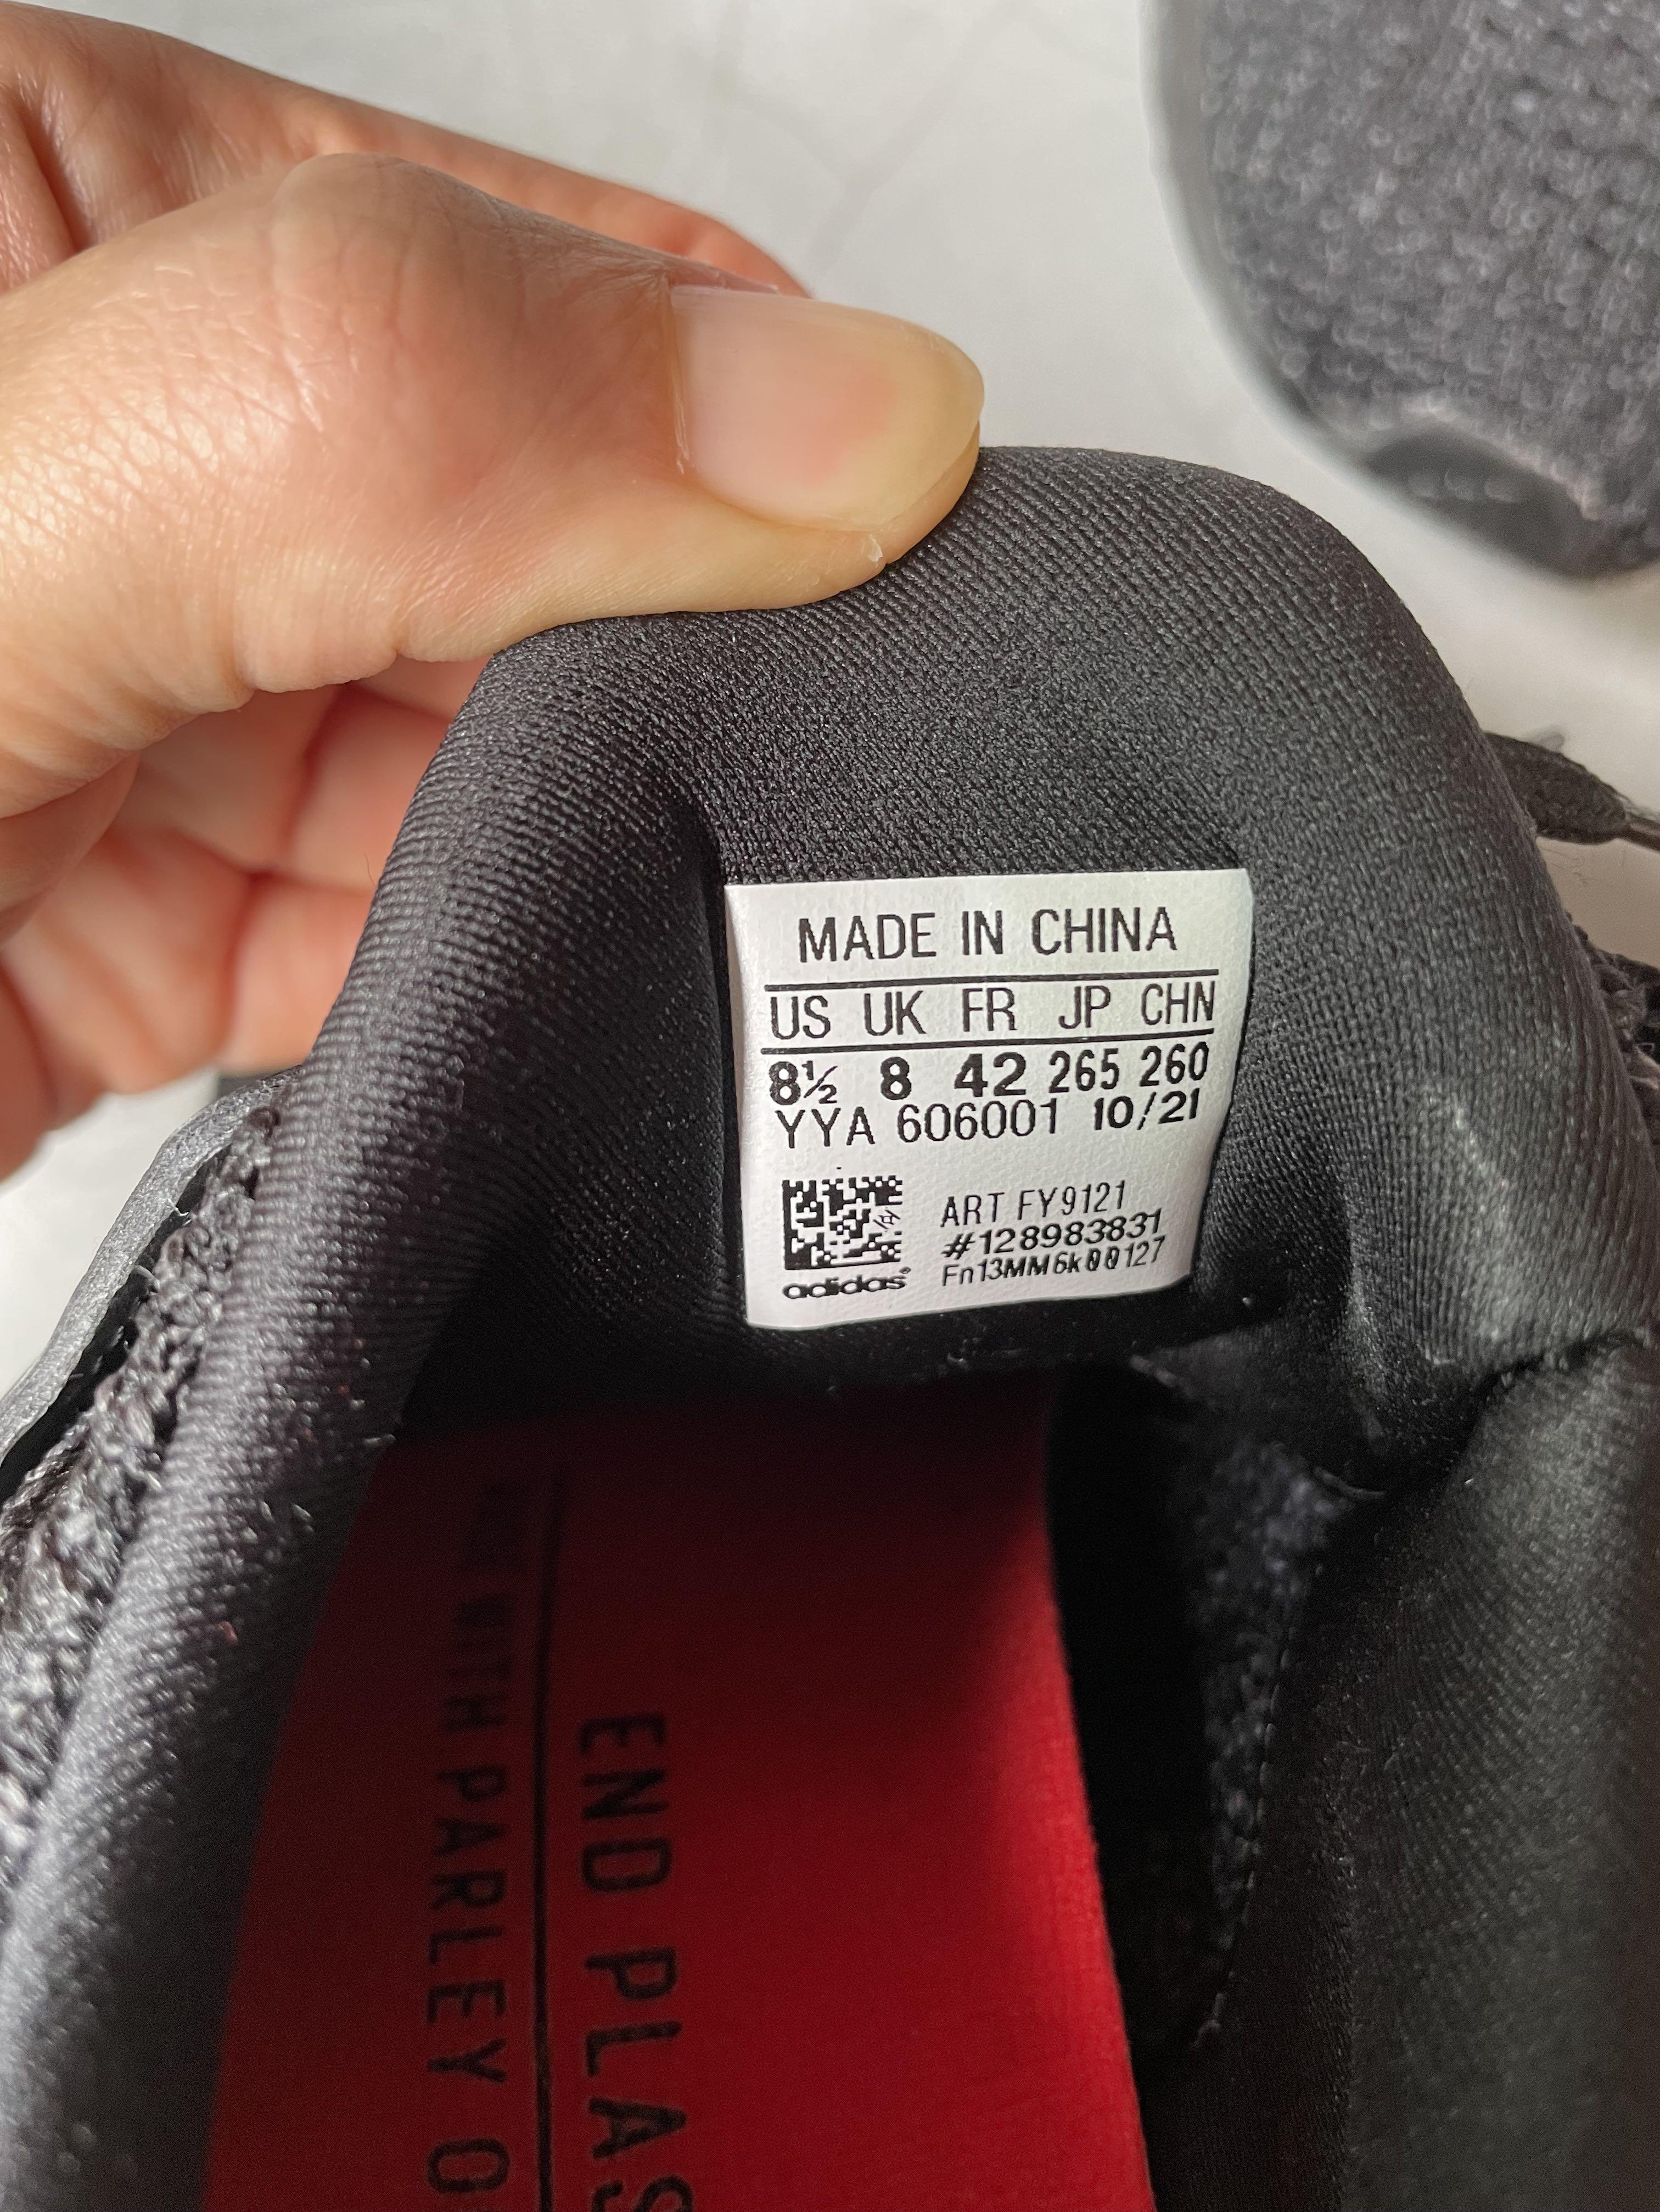 MADE IN CHINA
US UK FR JP CHN
8½ 8 42 265 260
YYA 606001 10/21
ART FY9121
#128983831
Fn13MM6k00127
adidas
END PLAS
WITH PARLEY